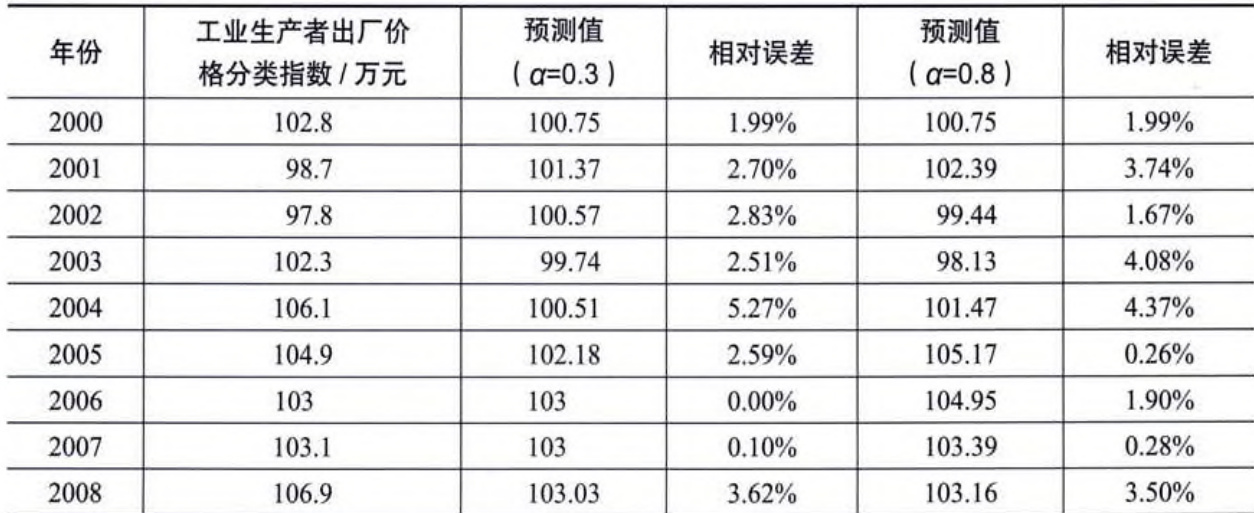 年份 工业生产者出厂价格分类指数 / 万元 预测值(α=0.3) 相对误差 预测值(α=0.8) 相对误差
2000 102.8 100.75 1.99% 100.75 1.99%
2001 98.7 101.37 2.70% 102.39 3.74%
2002 97.8 100.57 2.83% 99.44 1.67%
2003 102.3 99.74 2.51% 98.13 4.08%
2004 106.1 100.51 5.27% 101.47 4.37%
2005 104.9 102.18 2.59% 105.17 0.26%
2006 103 103 0.00% 104.95 1.90%
2007 103.1 103 0.10% 103.39 0.28%
2008 106.9 103.03 3.62% 103.16 3.50%